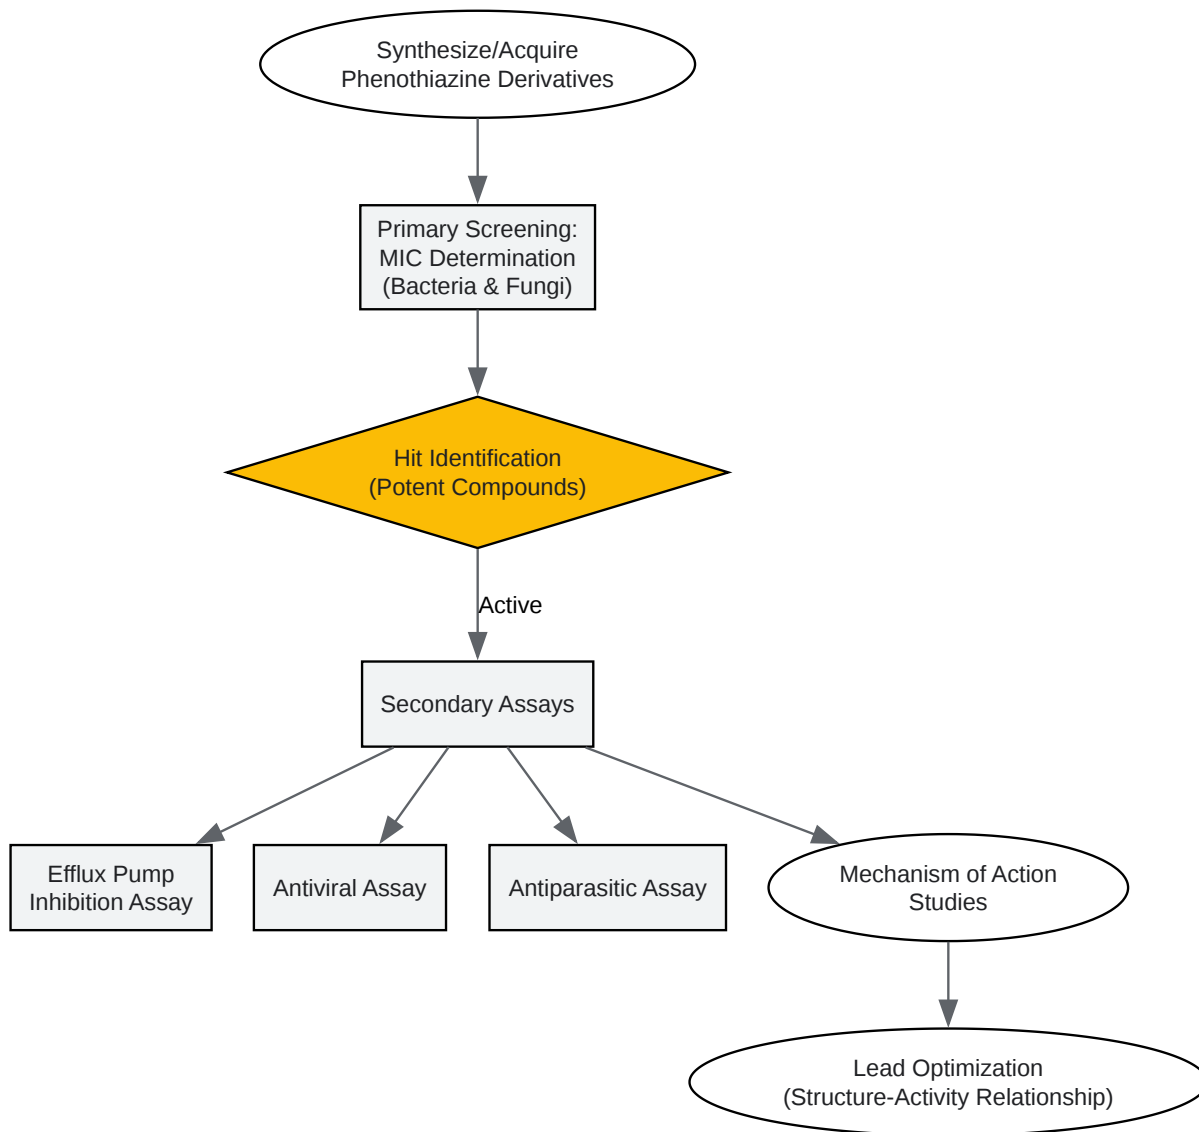 Synthesize/Acquire
Phenothiazine Derivatives
Primary Screening:
MIC Determination
(Bacteria & Fungi)
Hit Identification
(Potent Compounds)
Active
Secondary Assays
Efflux Pump
Inhibition Assay
Antiviral Assay
Antiparasitic Assay
Mechanism of Action
Studies
Lead Optimization
(Structure-Activity Relationship)